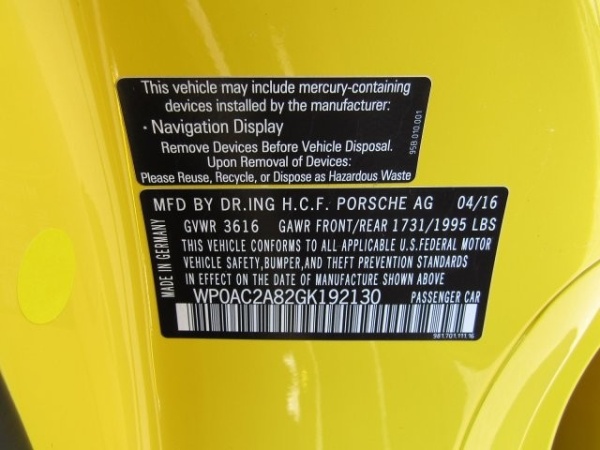 This vehicle may include mercury-containing
devices installed by the manufacturer:
· Navigation Display
Remove Devices Before Vehicle Disposal.
Upon Removal of Devices:
Please Reuse, Recycle, or Dispose as Hazardous Waste
958.010.001
MFD BY DR.ING H.C.F. PORSCHE AG 04/16
GVWR 3616 GAWR FRONT/REAR 1731/1995 LBS
THIS VEHICLE CONFORMS TO ALL APPLICABLE U.S.FEDERAL MOTOR
VEHICLE SAFETY,BUMPER,AND THEFT PREVENTION STANDARDS
IN EFFECT ON THE DATE OF MANUFACTURE SHOWN ABOVE.
WP0AC2A82GK192130 PASSENGER CAR
MADE IN GERMANY
981.701.111.16